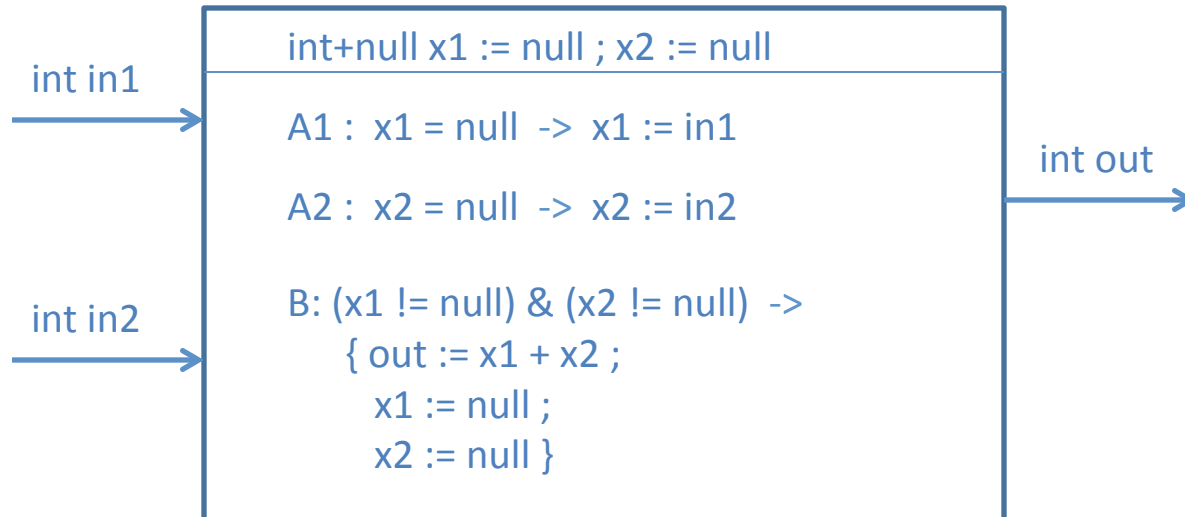 int+null x1 := null ; x2 := null
int in1
A1 : x1 = null -> x1 := in1
int out
A2 : x2 = null -> x2 := in2
int in2
B: (x1 != null) & (x2 != null) ->
{ out := x1 + x2 ;
x1 := null ;
x2 := null }